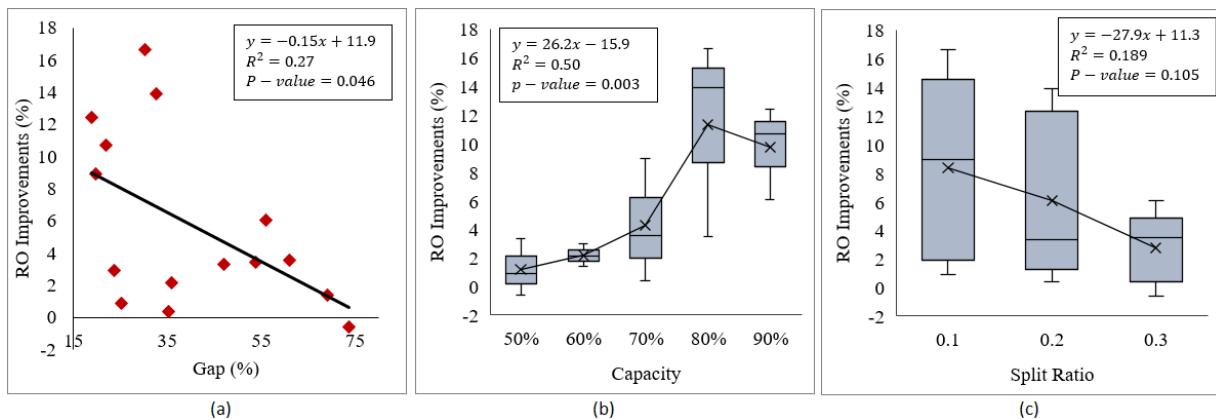 y = −0.15x + 11.9
R² = 0.27
P − value = 0.046
18
16
14
12
10
8
6
4
2
0
-2
15
35
55
75
RO Improvements (%)
Gap (%)
(a)
y = 26.2x − 15.9
R² = 0.50
p − value = 0.003
18
16
14
12
10
8
6
4
2
0
-2
50%
60%
70%
80%
90%
RO Improvements (%)
Capacity
(b)
y = −27.9x + 11.3
R² = 0.189
P − value = 0.105
18
16
14
12
10
8
6
4
2
0
-2
0.1
0.2
0.3
RO Improvements (%)
Split Ratio
(c)